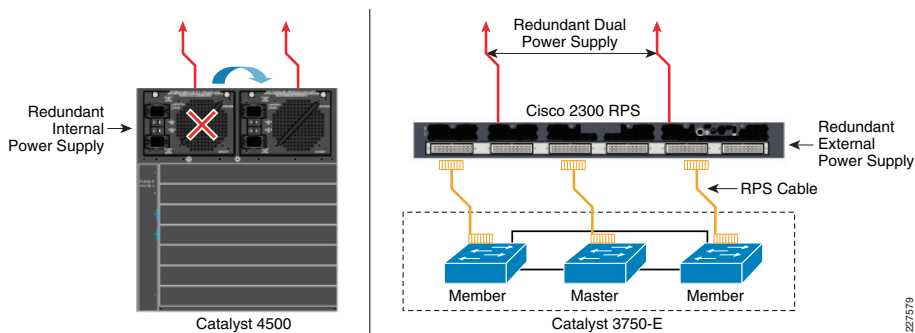 Redundant
Internal
Power Supply
Catalyst 4500
Redundant Dual
Power Supply
Cisco 2300 RPS
Redundant
External
Power Supply
RPS Cable
Member
Master
Member
Catalyst 3750-E
227579